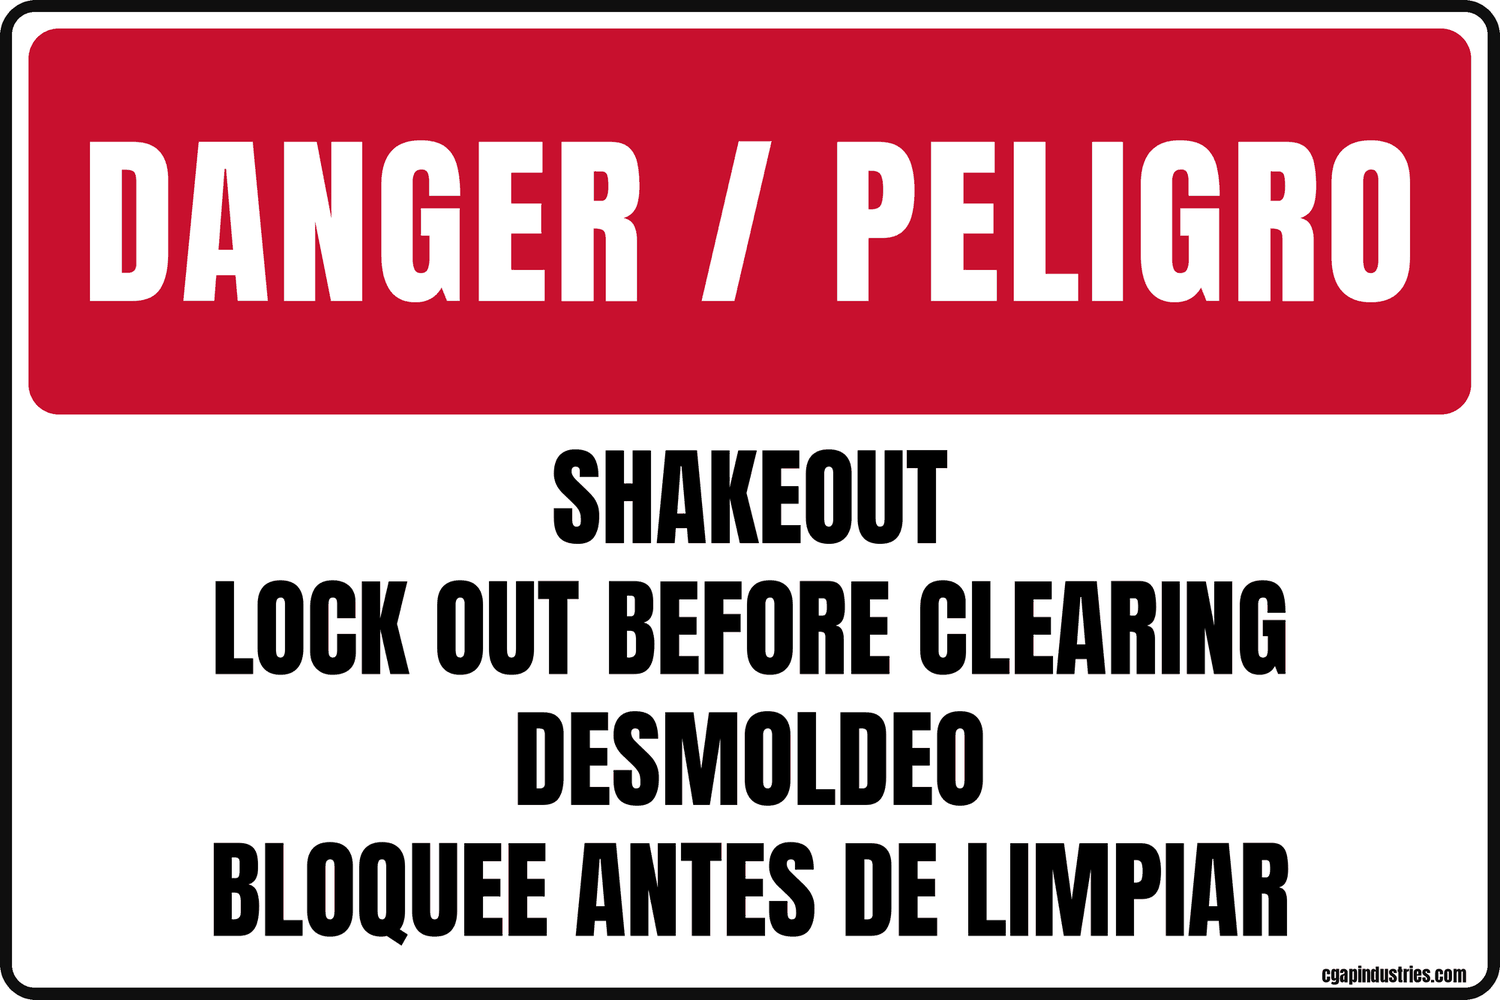 DANGER / PELIGRO
SHAKEOUT
LOCK OUT BEFORE CLEARING
DESMOLDEO
BLOQUEE ANTES DE LIMPIAR
cgapindustries.com